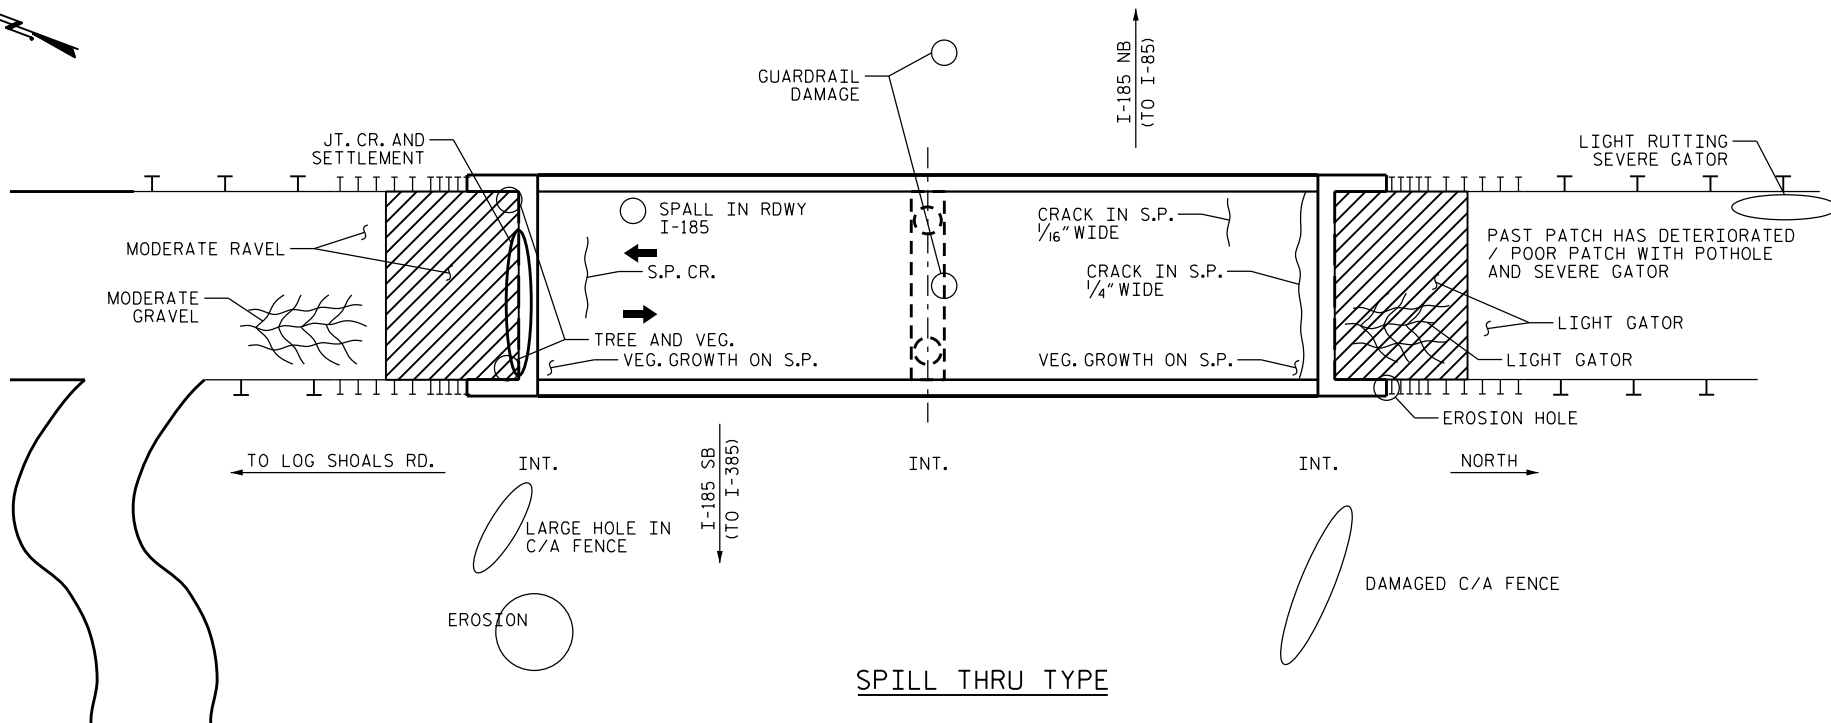 I-185 NB
(TO I-85)
GUARDRAIL
DAMAGE
JT. CR. AND
SETTLEMENT
LIGHT RUTTING
SEVERE GATOR
SPALL IN RDWY
I-185
CRACK IN S.P.
1/16" WIDE
PAST PATCH HAS DETERIORATED
/ POOR PATCH WITH POTHOLE
AND SEVERE GATOR
MODERATE RAVEL
S.P. CR.
CRACK IN S.P.
1/4" WIDE
MODERATE
GRAVEL
LIGHT GATOR
TREE AND VEG.
VEG. GROWTH ON S.P.
VEG. GROWTH ON S.P.
LIGHT GATOR
EROSION HOLE
TO LOG SHOALS RD.
INT.
I-185 SB
(TO I-385)
INT.
INT.
NORTH
LARGE HOLE IN
C/A FENCE
DAMAGED C/A FENCE
EROSION
SPILL THRU TYPE